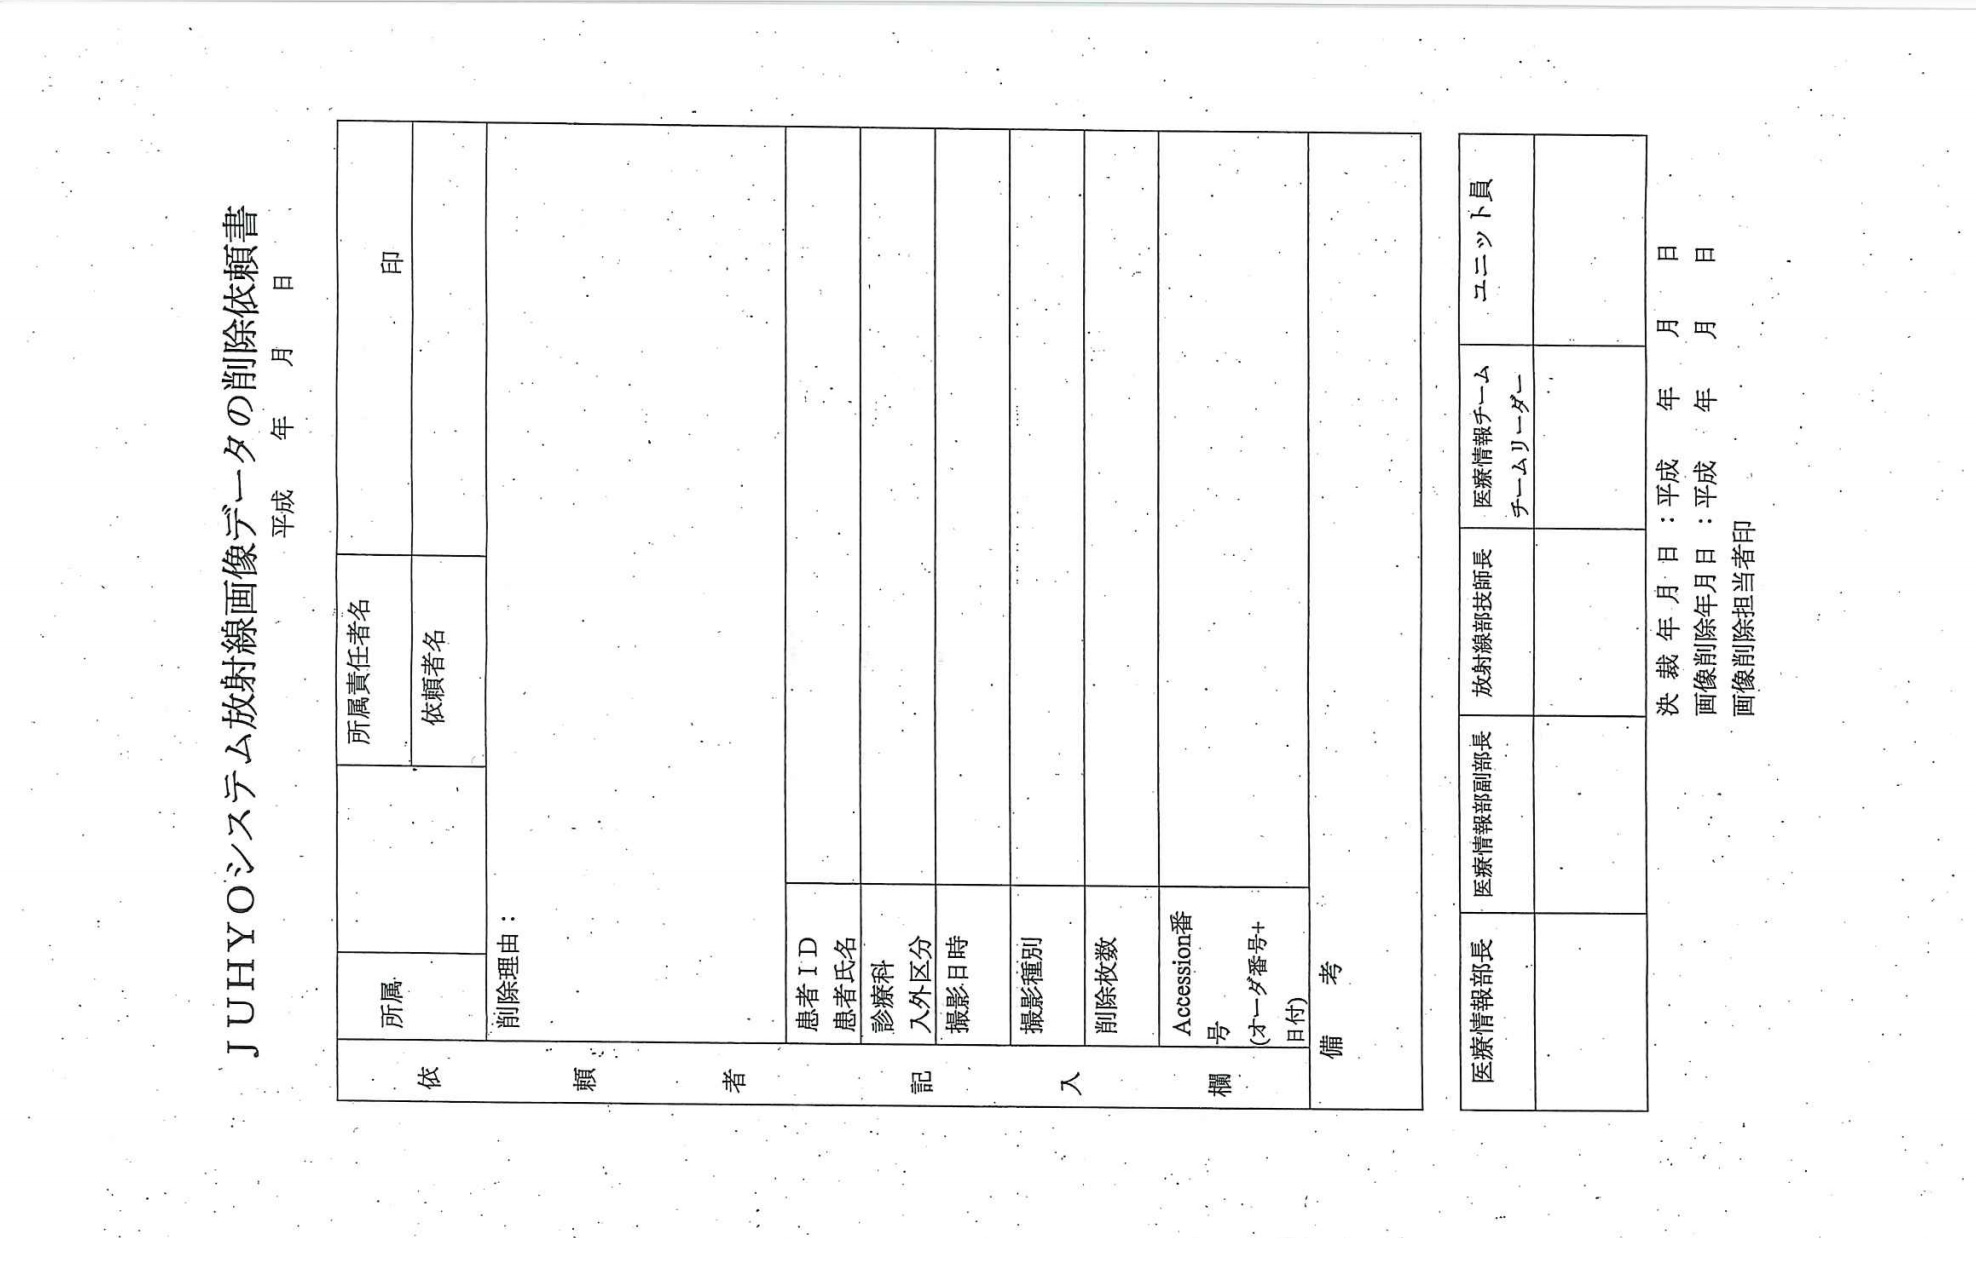 ＪＵＨＹＯシステム放射線画像データの削除依頼書
平成　　年　　月　　日
依頼者記入欄
所属
所属責任者名
印
依頼者名
削除理由：
患者ＩＤ
患者氏名
診療科
入外区分
撮影日時
撮影種別
削除枚数
Accession番
号
(オーダ番号+
日付)
備　　考
医療情報部長
医療情報部副部長
放射線部技師長
医療情報チーム
チームリーダー
ユニット員
決 裁 年 月 日 ：平成　　年　　月　　日
画像削除年月日 ：平成　　年　　月　　日
画像削除担当者印